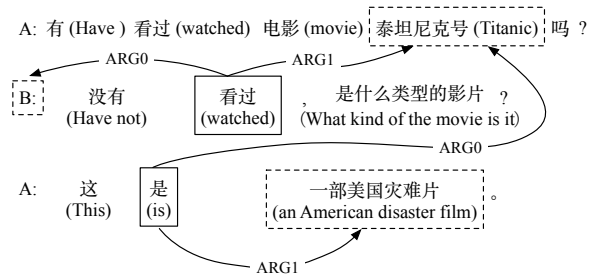 A: 有 (Have) 看过 (watched) 电影 (movie) 泰坦尼克号 (Titanic) 吗 ?
ARG0 ARG1
B: 没有 看过 , 是什么类型的影片 ?
(Have not) (watched) (What kind of the movie is it)
ARG0
A: 这 是 一部美国灾难片 。
(This) (is) (an American disaster film)
ARG1